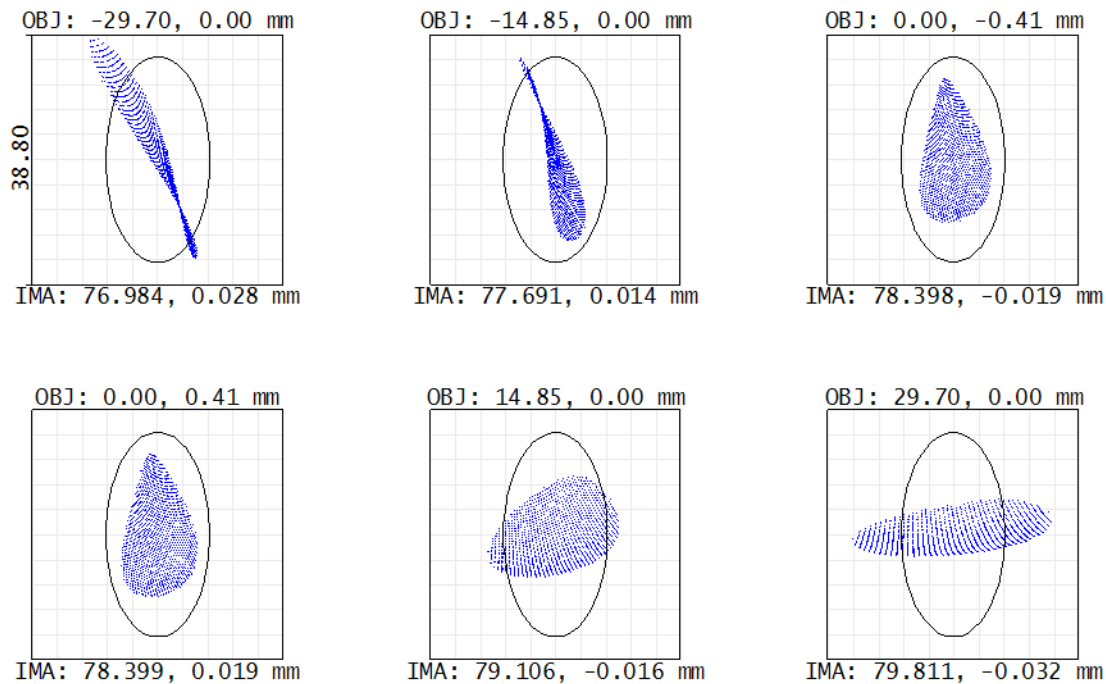 OBJ: -29.70, 0.00 mm
OBJ: -14.85, 0.00 mm
OBJ: 0.00, -0.41 mm
38.80
IMA: 76.984, 0.028 mm
IMA: 77.691, 0.014 mm
IMA: 78.398, -0.019 mm
OBJ: 0.00, 0.41 mm
OBJ: 14.85, 0.00 mm
OBJ: 29.70, 0.00 mm
IMA: 78.399, 0.019 mm
IMA: 79.106, -0.016 mm
IMA: 79.811, -0.032 mm